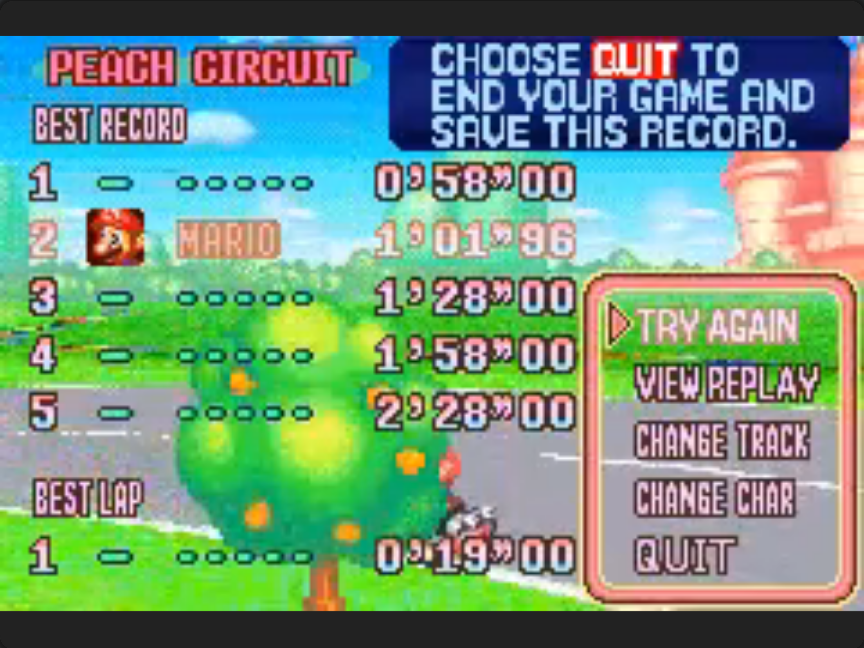 PEACH CIRCUIT
CHOOSE QUIT TO
END YOUR GAME AND
SAVE THIS RECORD.
BEST RECORD
1 - ----- 0'58"00
2 MARIO 1'01"96
3 - ----- 1'28"00
4 - ----- 1'58"00
5 - ----- 2'28"00
BEST LAP
1 - ----- 0'19"00
TRY AGAIN
VIEW REPLAY
CHANGE TRACK
CHANGE CHAR
QUIT